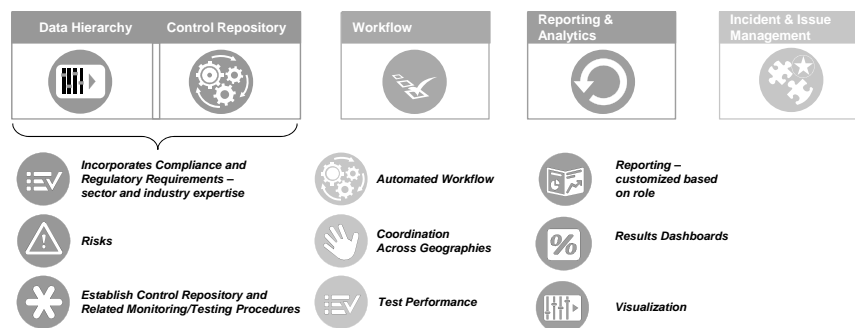 Data Hierarchy
Control Repository
Workflow
Reporting &
Analytics
Incident & Issue
Management
Incorporates Compliance and
Regulatory Requirements –
sector and industry expertise
Risks
Establish Control Repository and
Related Monitoring/Testing Procedures
Automated Workflow
Coordination
Across Geographies
Test Performance
Reporting –
customized based
on role
%
Results Dashboards
Visualization